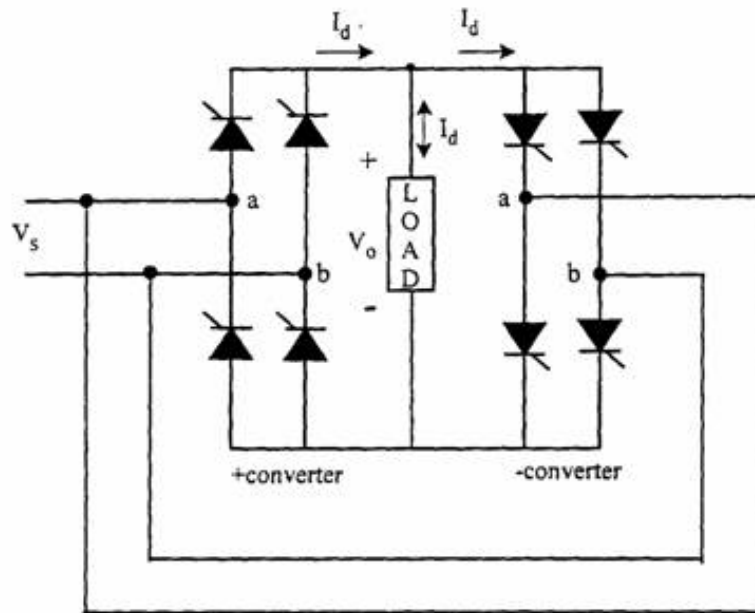 I_d
I_d
I_d
+
a
LOAD
a
V_s
V_o
b
b
-
+converter
-converter